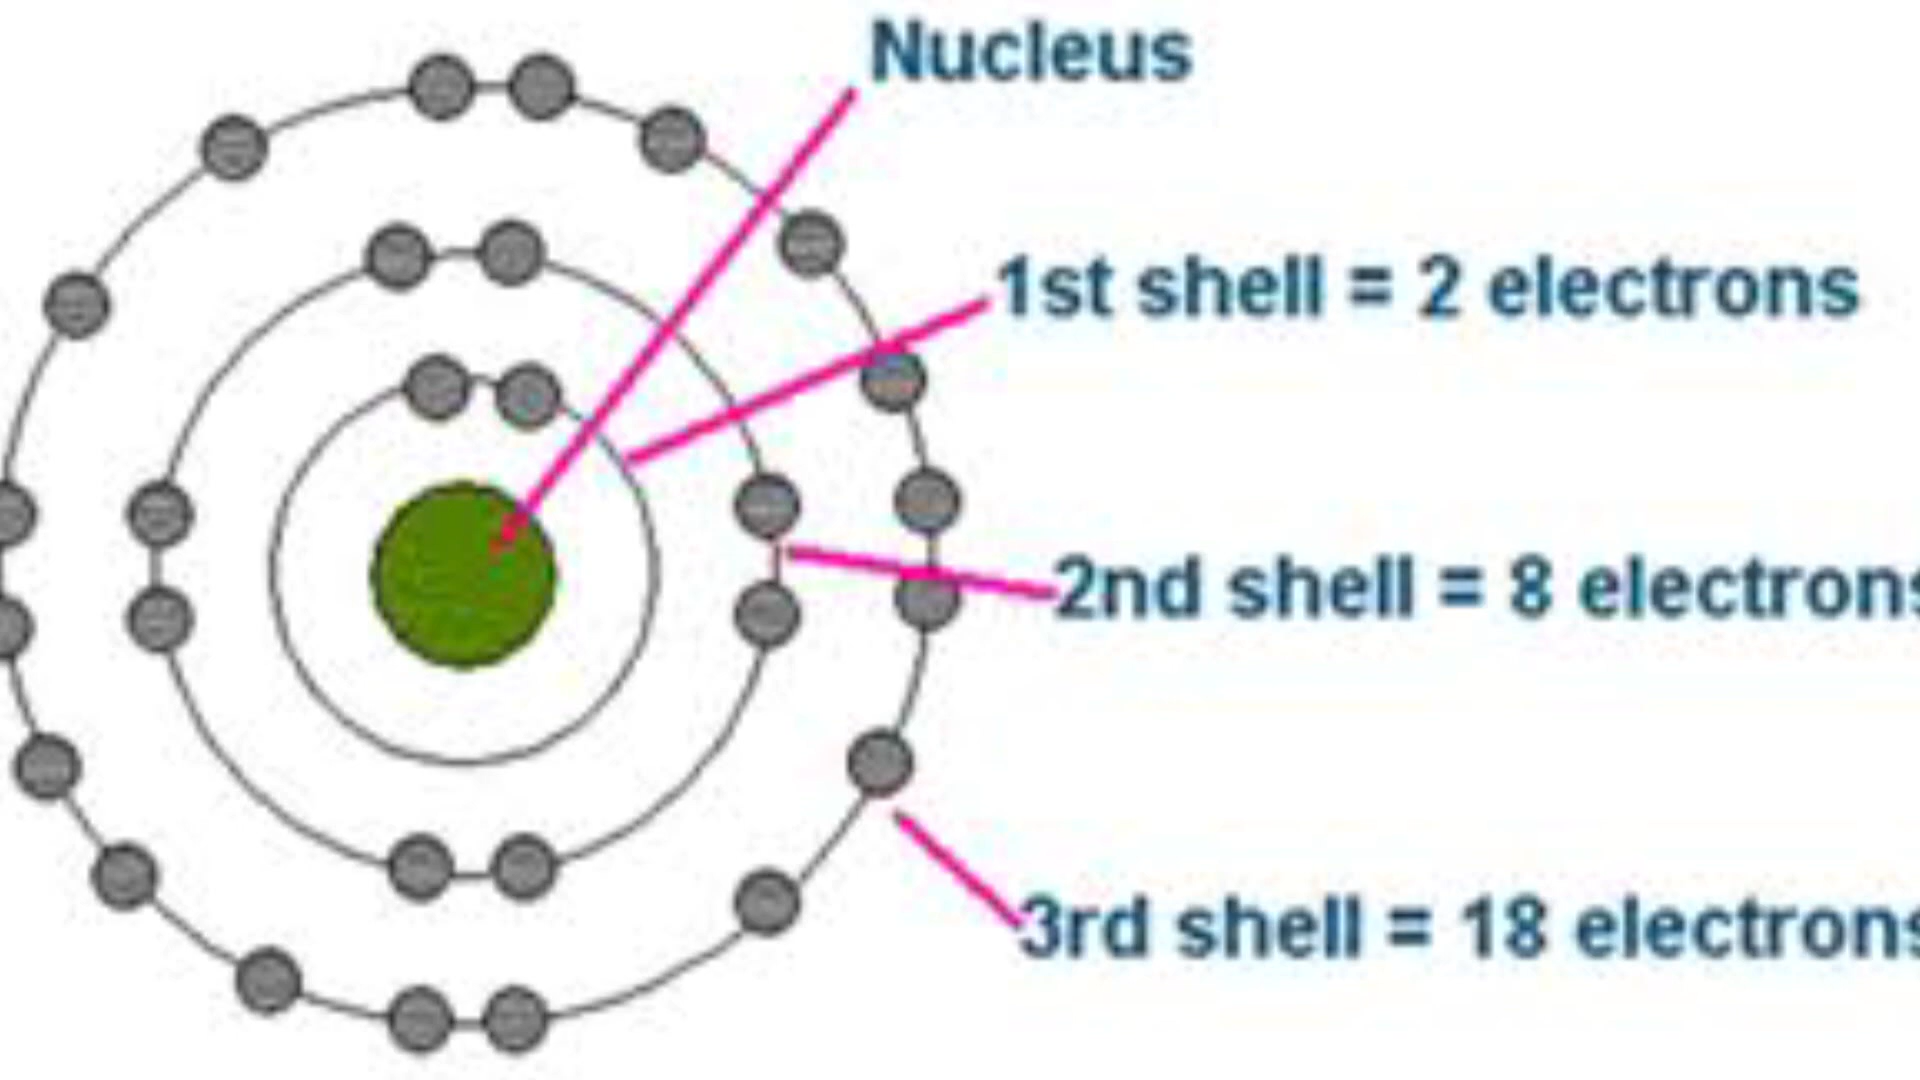 Nucleus
1st shell = 2 electrons
2nd shell = 8 electrons
3rd shell = 18 electrons